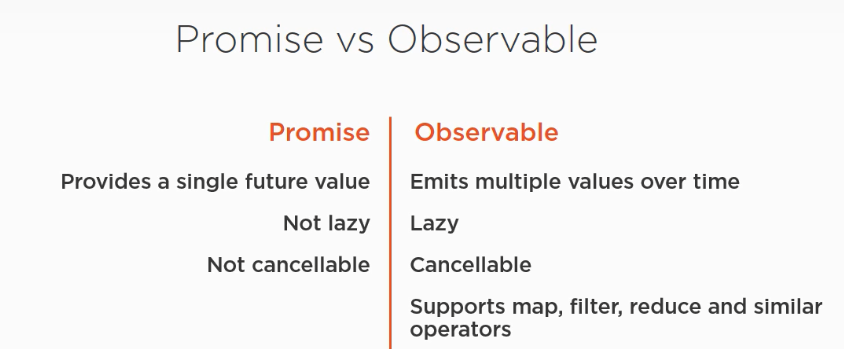 Promise vs Observable
Promise
Observable
Provides a single future value
Emits multiple values over time
Not lazy
Lazy
Not cancellable
Cancellable
Supports map, filter, reduce and similar
operators